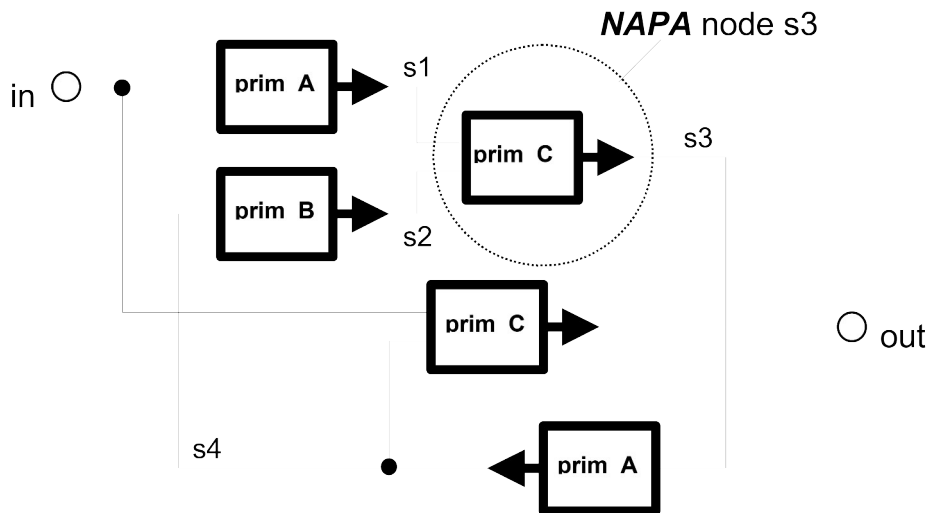 NAPA node s3
in
prim A
s1
prim C
s3
prim B
s2
prim C
out
s4
prim A